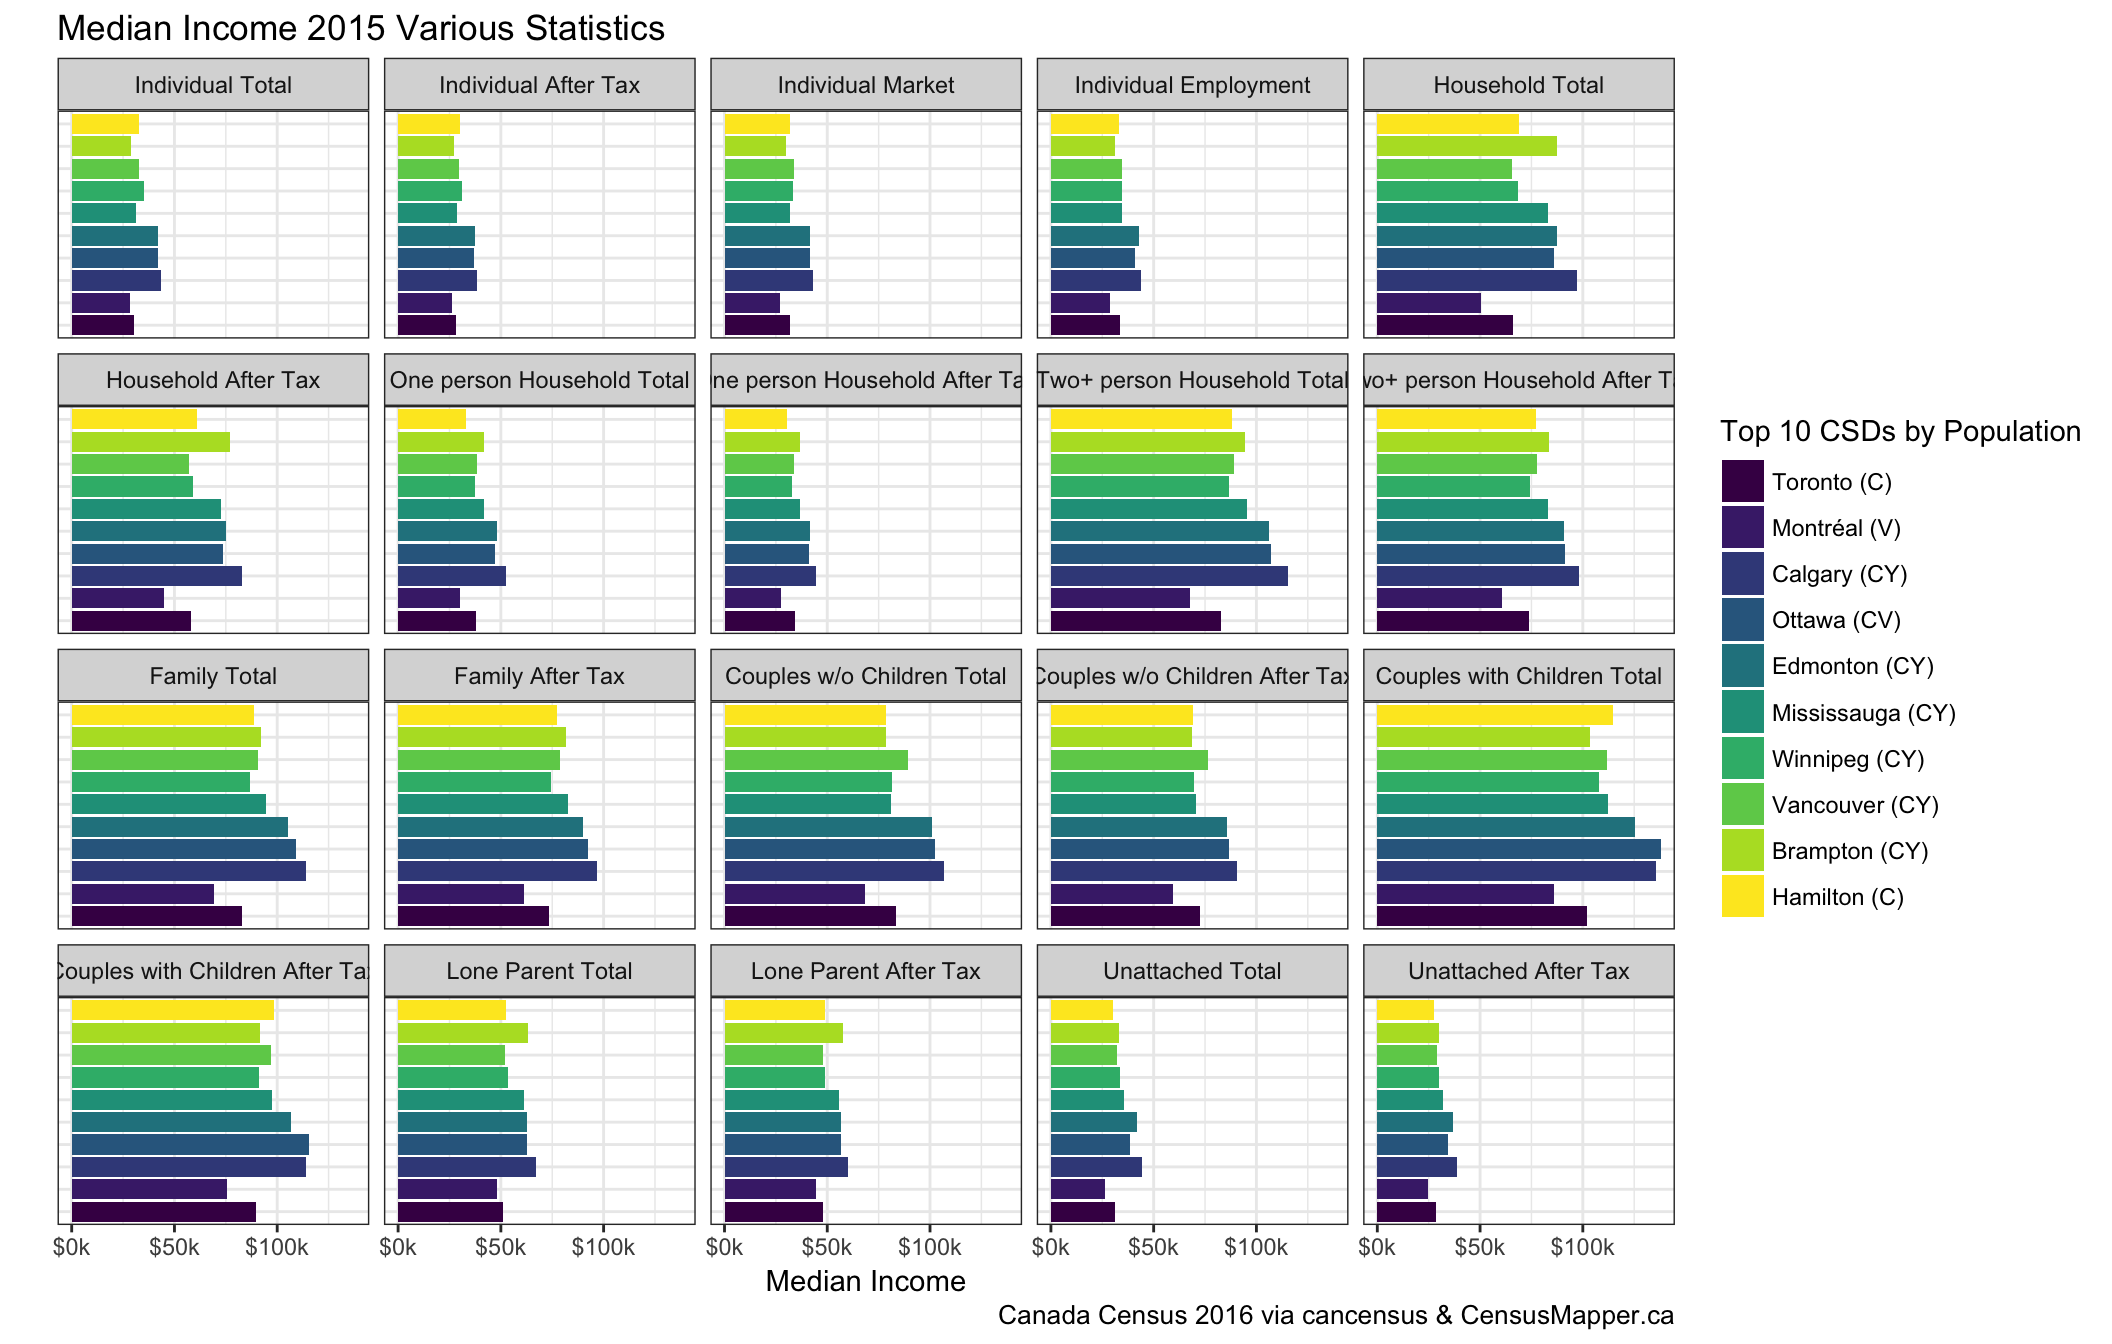 Median Income 2015 Various Statistics
Individual Total
Individual After Tax
Individual Market
Individual Employment
Household Total
Household After Tax
One person Household Total
ne person Household After Ta
Two+ person Household Total
wo+ person Household After T
Family Total
Family After Tax
Couples w/o Children Total
Couples w/o Children After Tax
Couples with Children Total
Couples with Children After Tax
Lone Parent Total
Lone Parent After Tax
Unattached Total
Unattached After Tax
$0k $50k $100k
$0k $50k $100k
$0k $50k $100k
$0k $50k $100k
$0k $50k $100k
Median Income
Canada Census 2016 via cancensus & CensusMapper.ca
Top 10 CSDs by Population
Toronto (C)
Montréal (V)
Calgary (CY)
Ottawa (CV)
Edmonton (CY)
Mississauga (CY)
Winnipeg (CY)
Vancouver (CY)
Brampton (CY)
Hamilton (C)